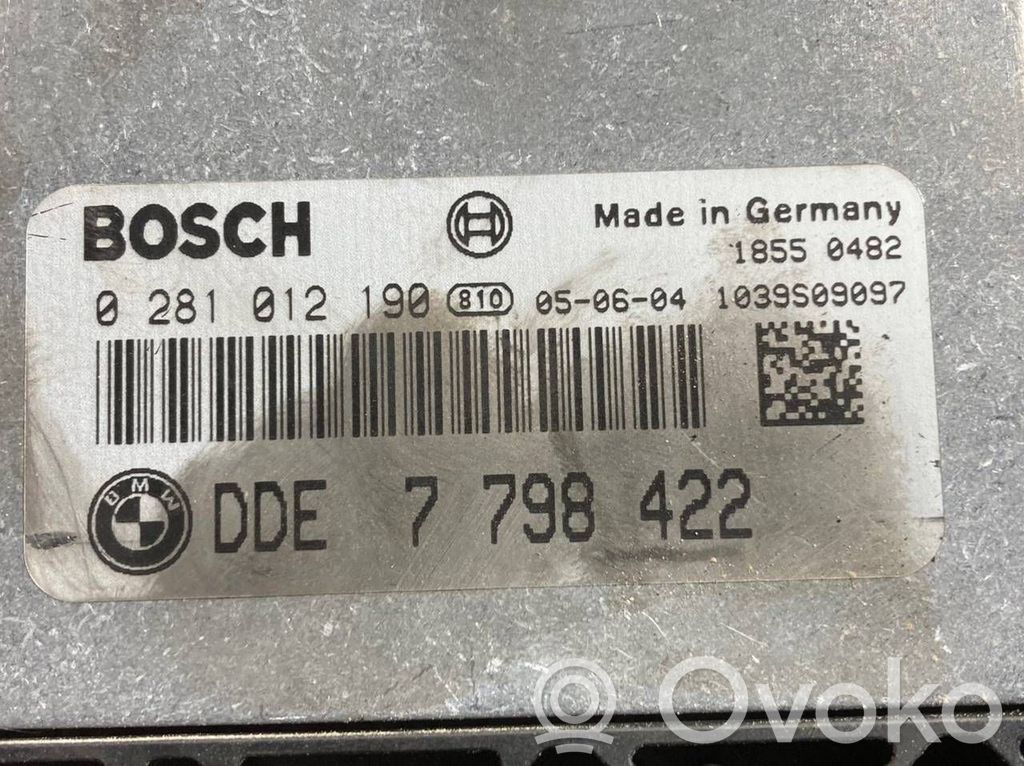 BOSCH
Made in Germany
1855 0482
0 281 012 190 810 05-06-04 1039S09097
BMW
DDE 7 798 422
R Ovoko